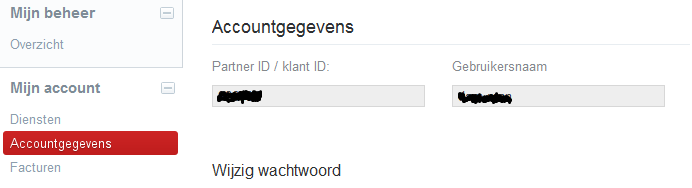 Mijn beheer
Overzicht
Mijn account
Diensten
Accountgegevens
Facturen
Accountgegevens
Partner ID / klant ID:
Gebruikersnaam
Wijzig wachtwoord